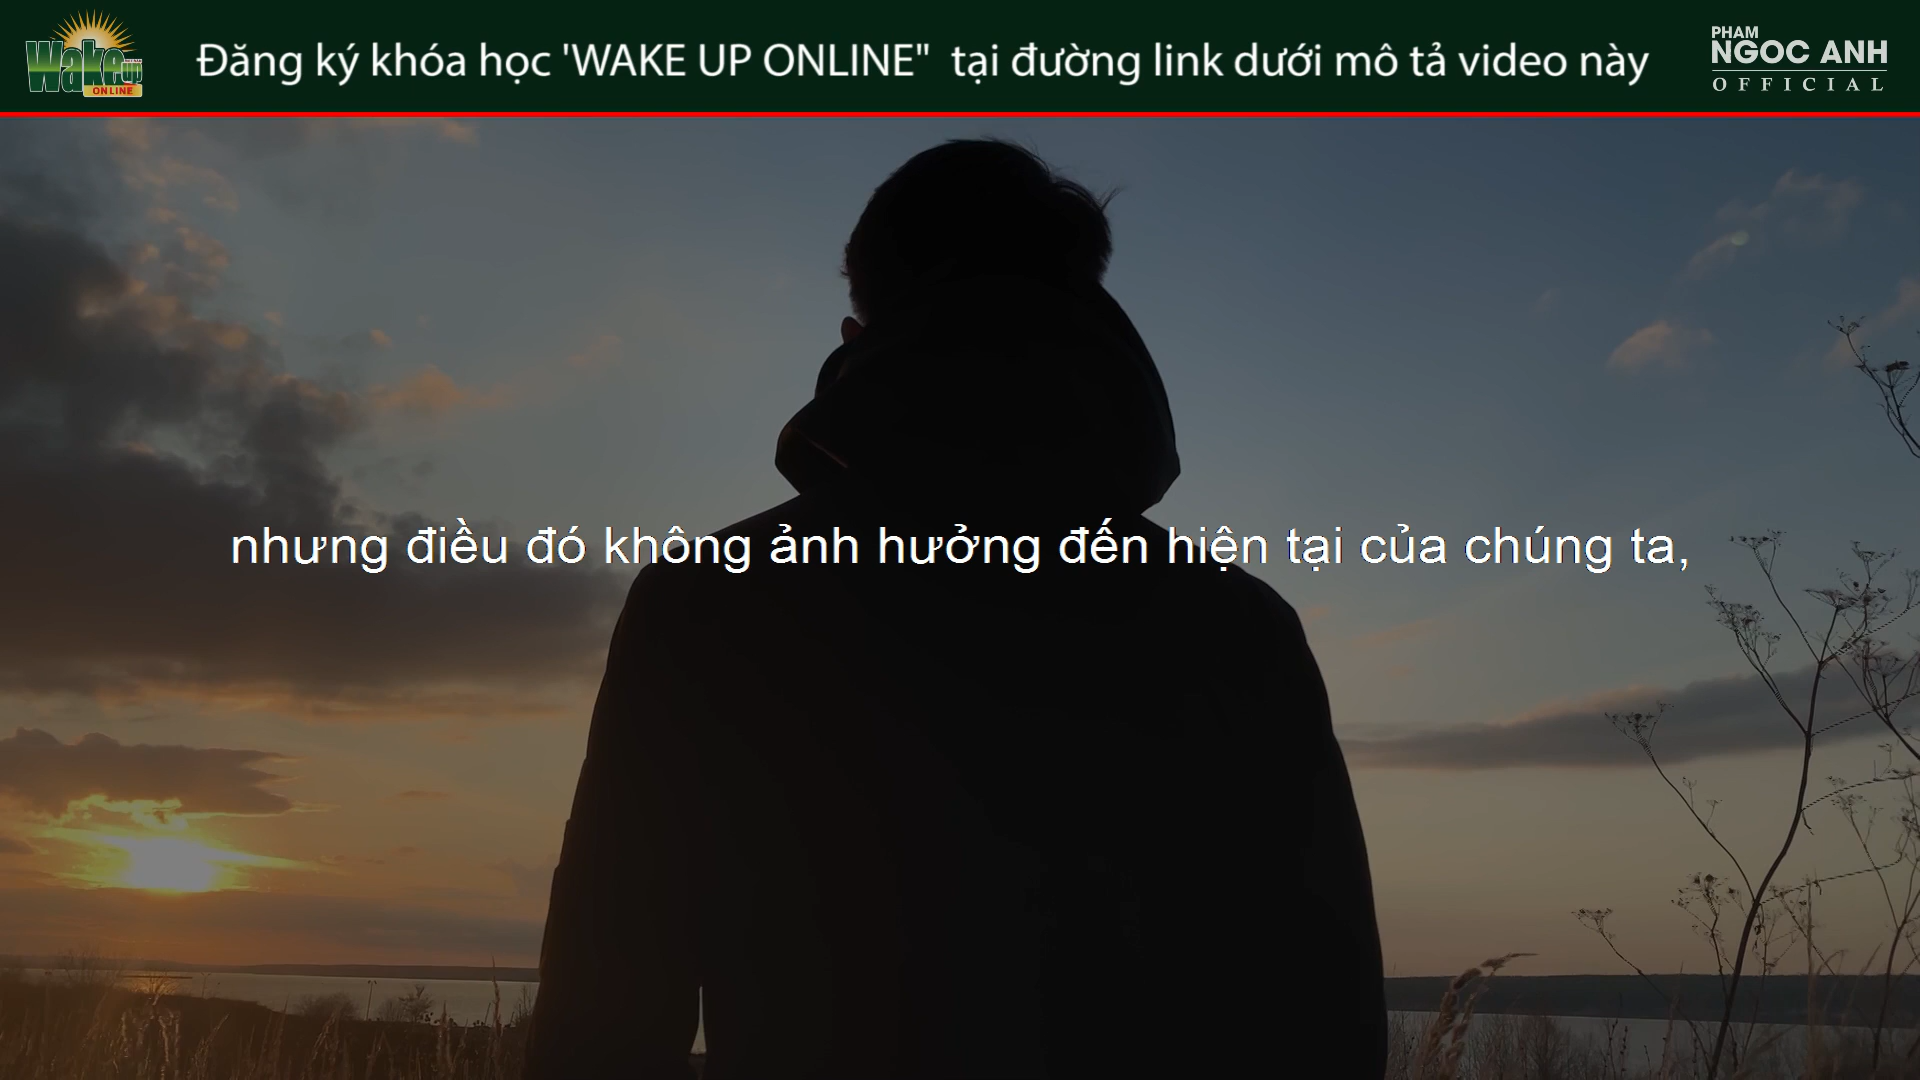 Wake up
ONLINE
Đăng ký khóa học 'WAKE UP ONLINE" tại đường link dưới mô tả video này
PHAM
NGOC ANH
OFFICIAL
nhưng điều đó không ảnh hưởng đến hiện tại của chúng ta,